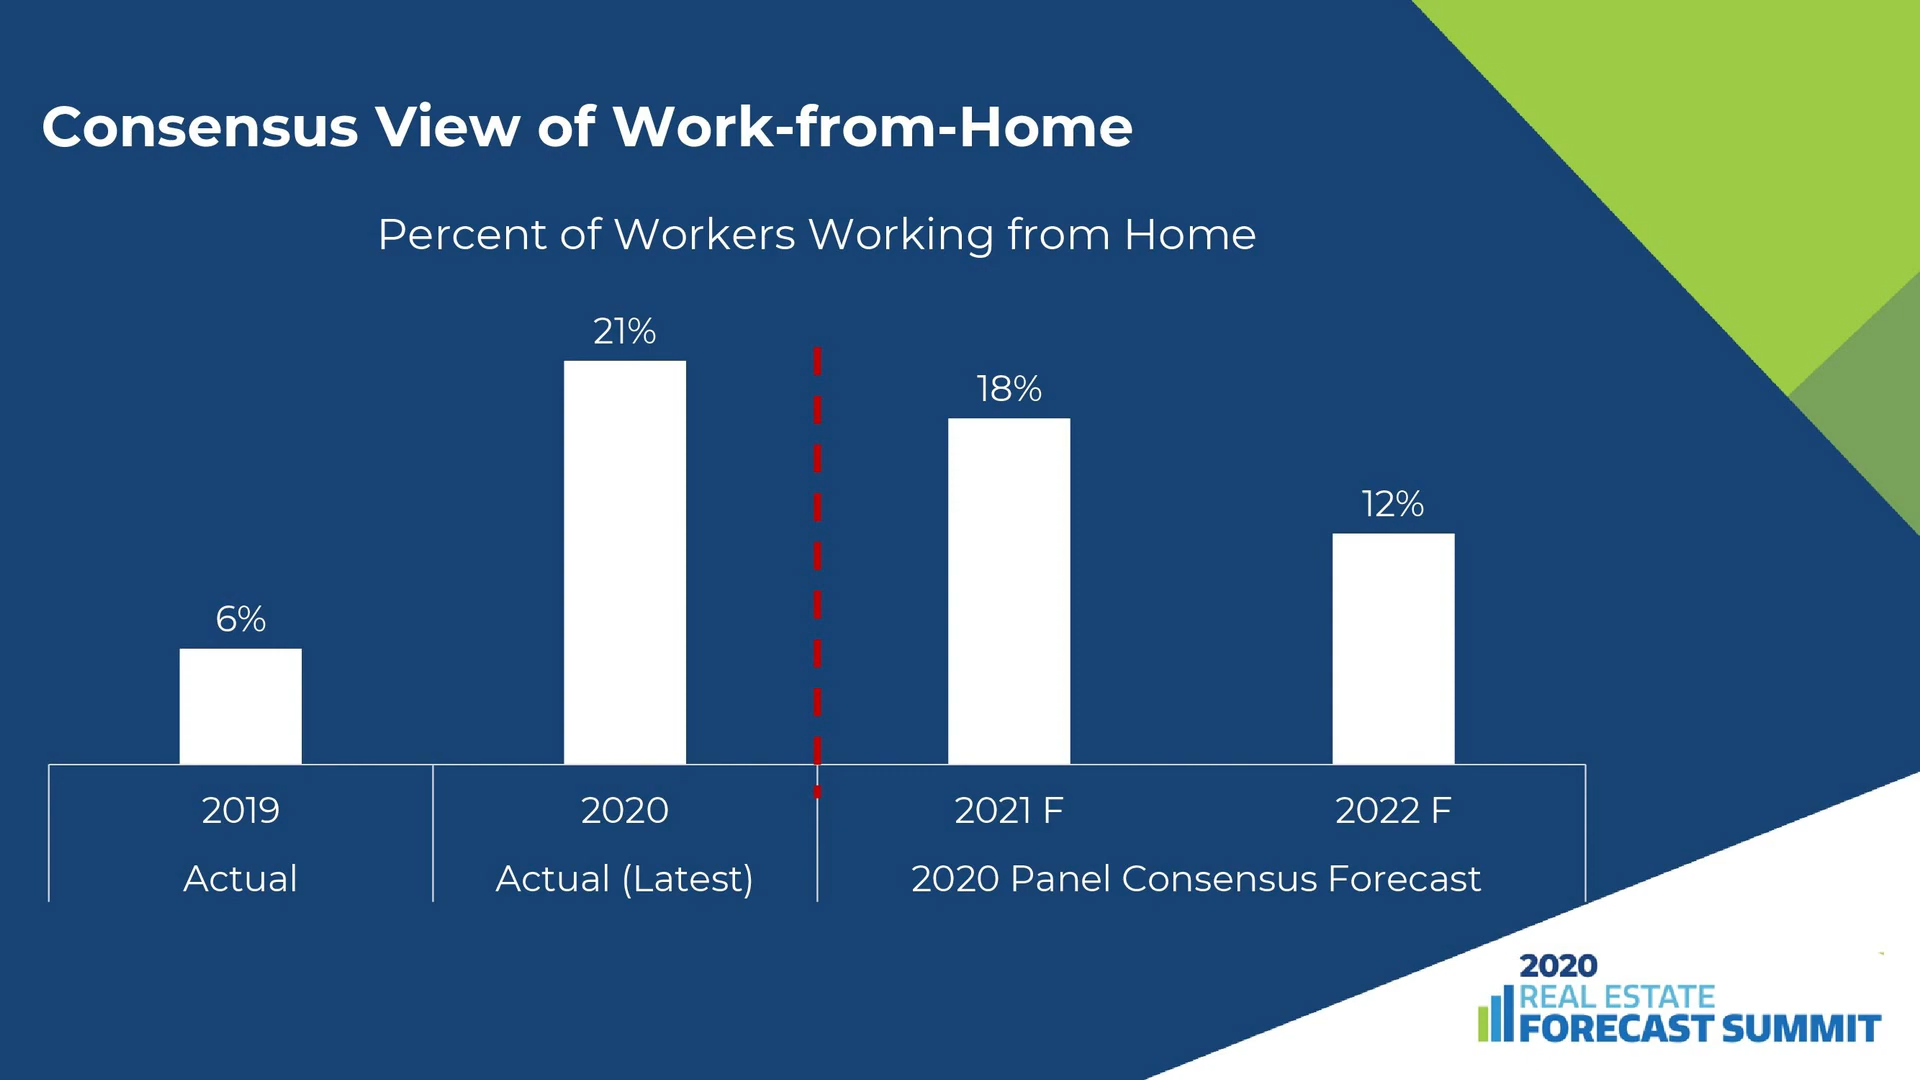 Consensus View of Work-from-Home
Percent of Workers Working from Home
21%
18%
12%
6%
2019
2020
2021 F
2022 F
Actual
Actual (Latest)
2020 Panel Consensus Forecast
2020
REAL ESTATE
FORECAST SUMMIT